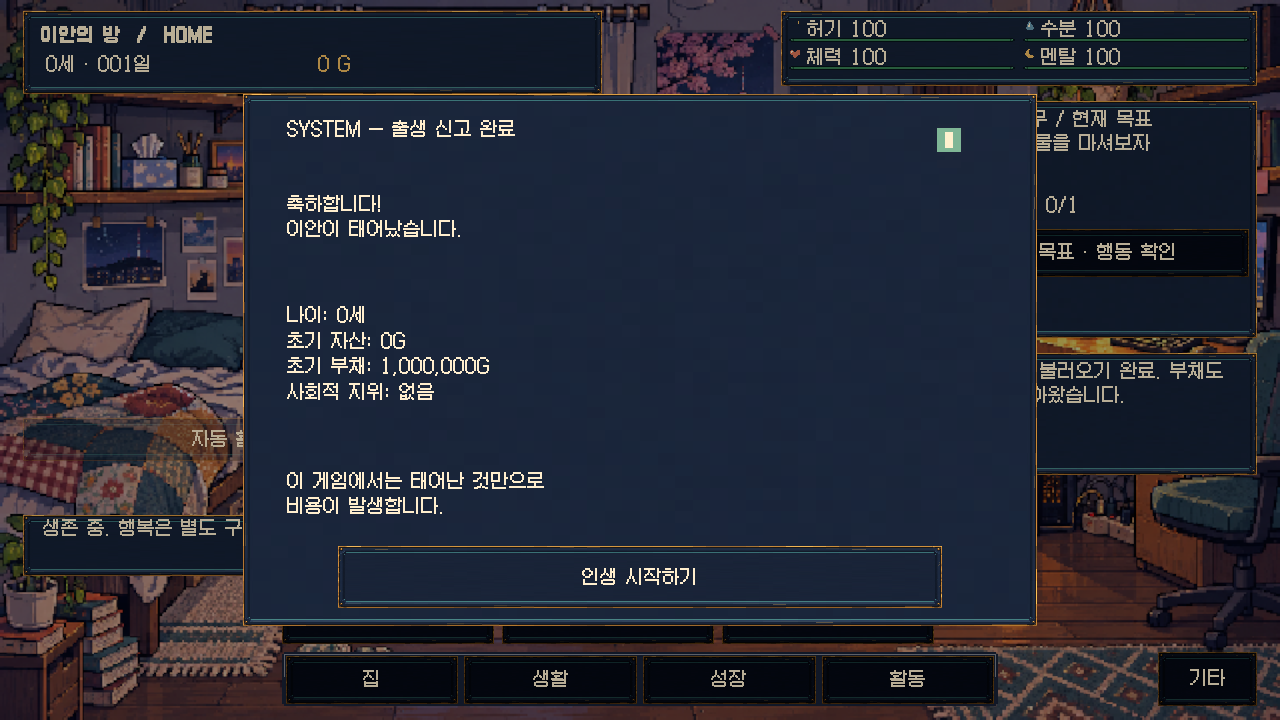 이안의 방 / HOME
0세 · 001일 0 G
허기 100 수분 100
체력 100 멘탈 100
SYSTEM — 출생 신고 완료
축하합니다!
이안이 태어났습니다.
나이: 0세
초기 자산: 0G
초기 부채: 1,000,000G
사회적 지위: 없음
이 게임에서는 태어난 것만으로
비용이 발생합니다.
인생 시작하기
/ 현재 목표
물을 마셔보자
0/1
목표 · 행동 확인
불러오기 완료. 부채도
왔습니다.
자동
생존 중. 행복은 별도 구
집 생활 성장 활동 기타